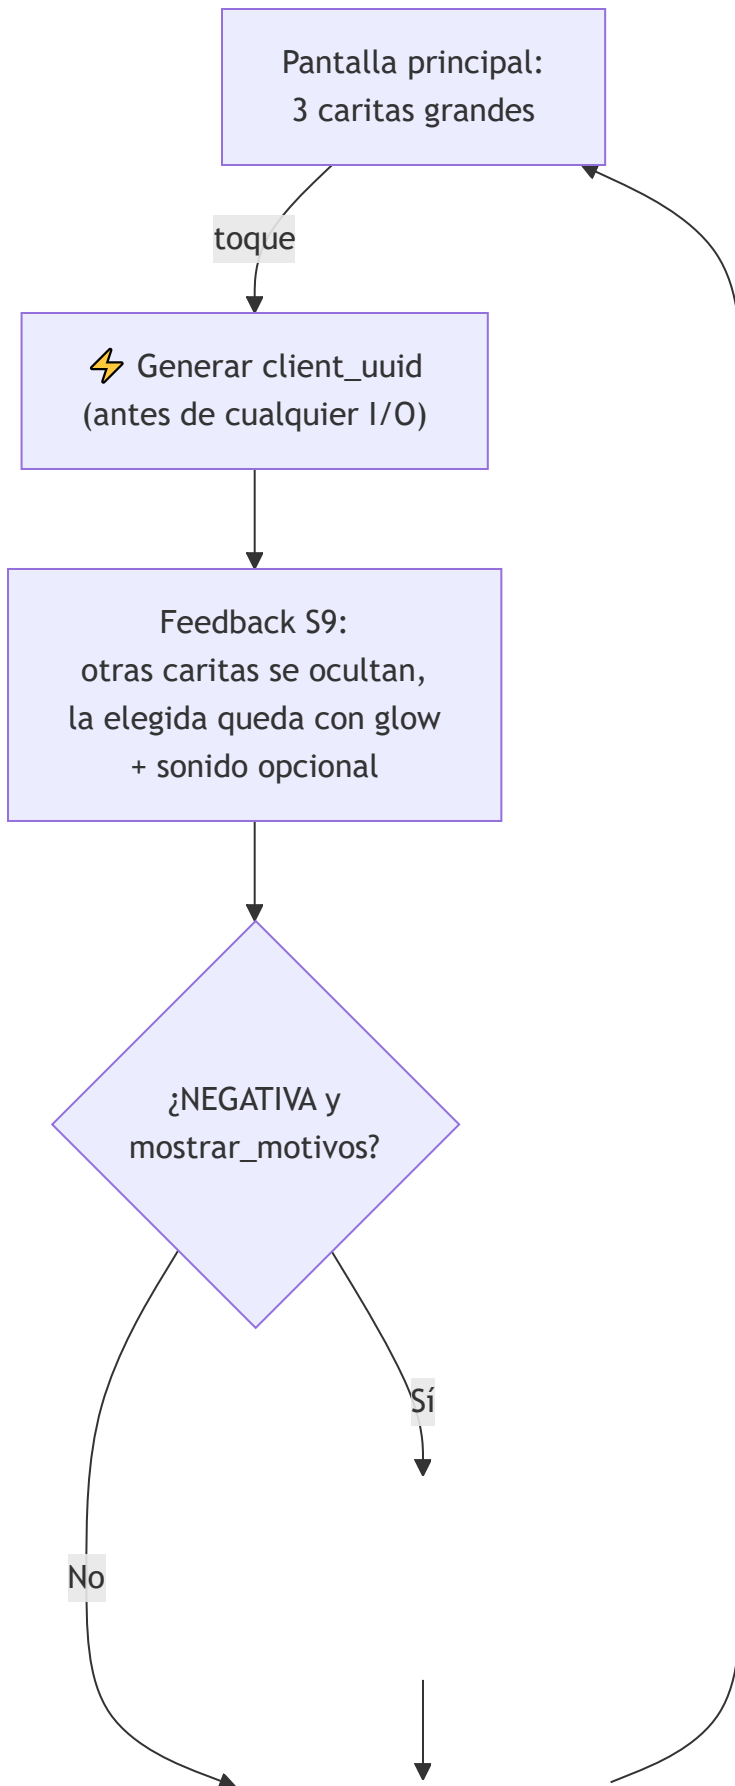 Pantalla principal:
3 caritas grandes
toque
⚡ Generar client_uuid
(antes de cualquier I/O)
Feedback S9:
otras caritas se ocultan,
la elegida queda con glow
+ sonido opcional
¿NEGATIVA y
mostrar_motivos?
Sí
No